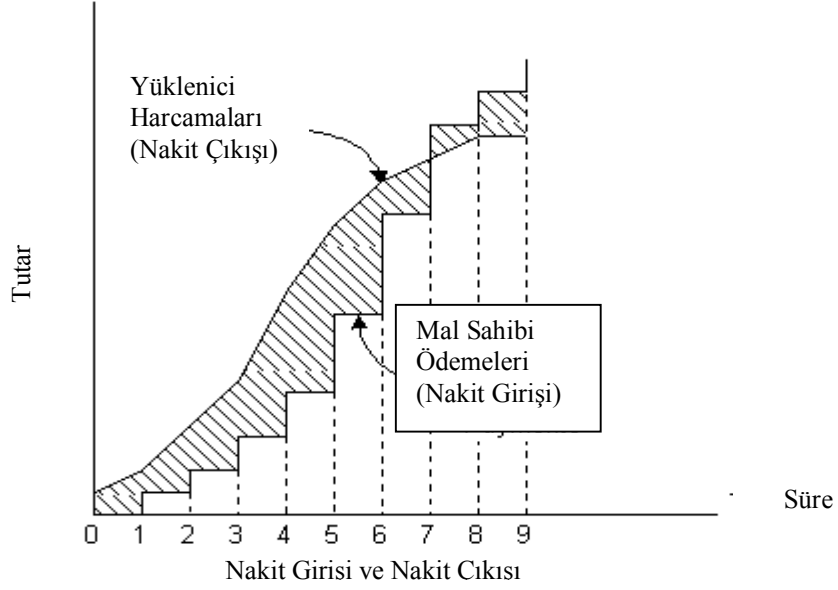 Yüklenici
Harcamaları
(Nakit Çıkışı)
Tutar
Mal Sahibi
Ödemeleri
(Nakit Girişi)
Süre
0 1 2 3 4 5 6 7 8 9
Nakit Girisi ve Nakit Cıkısı